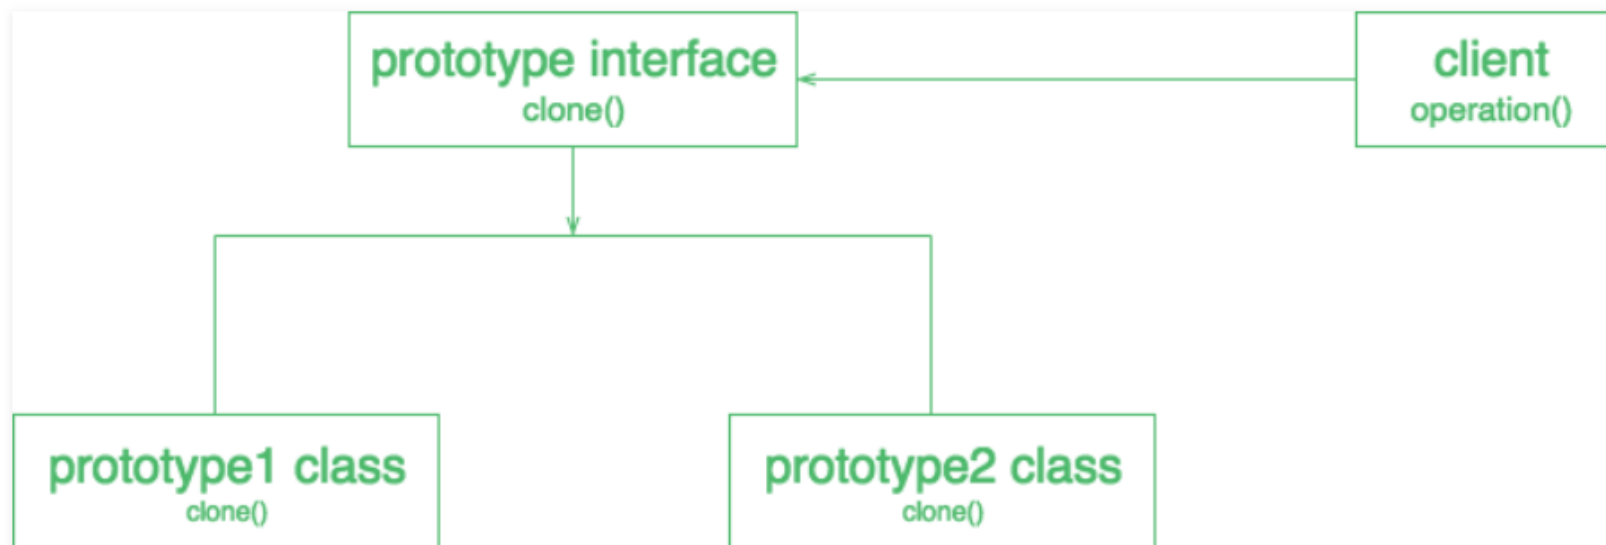 prototype interface
clone()
client
operation()
prototype1 class
clone()
prototype2 class
clone()